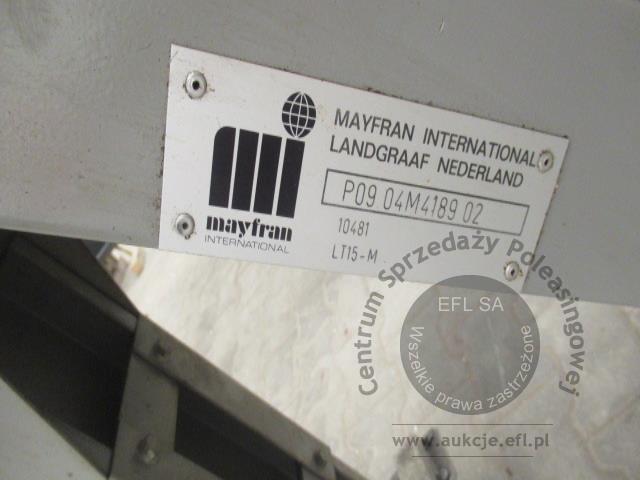 MAYFRAN INTERNATIONAL
LANDGRAAF NEDERLAND
P09 04M4189 02
10481
LT15-M
mayfran
INTERNATIONAL
Centrum Sprzedaży Poleasingowej
EFL SA
Wszelkie prawa zastrzeżone
www.aukcje.efl.pl